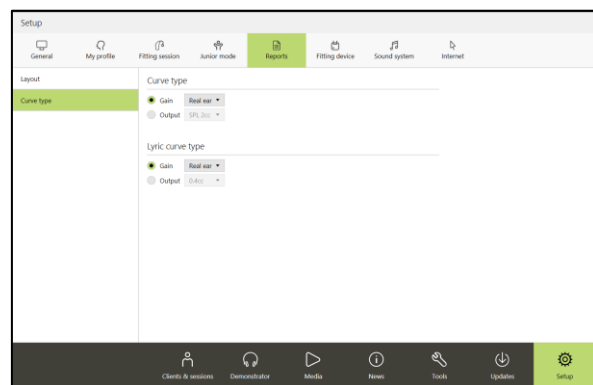 Setup
General My profile Fitting session Junior mode Reports Fitting device Sound system Internet
Layout
Curve type
Curve type
Gain Real ear
Output SPL 2cc
Lyric curve type
Gain Real ear
Output 0.4cc
Clients & sessions Demonstrator Media News Tools Updates Setup